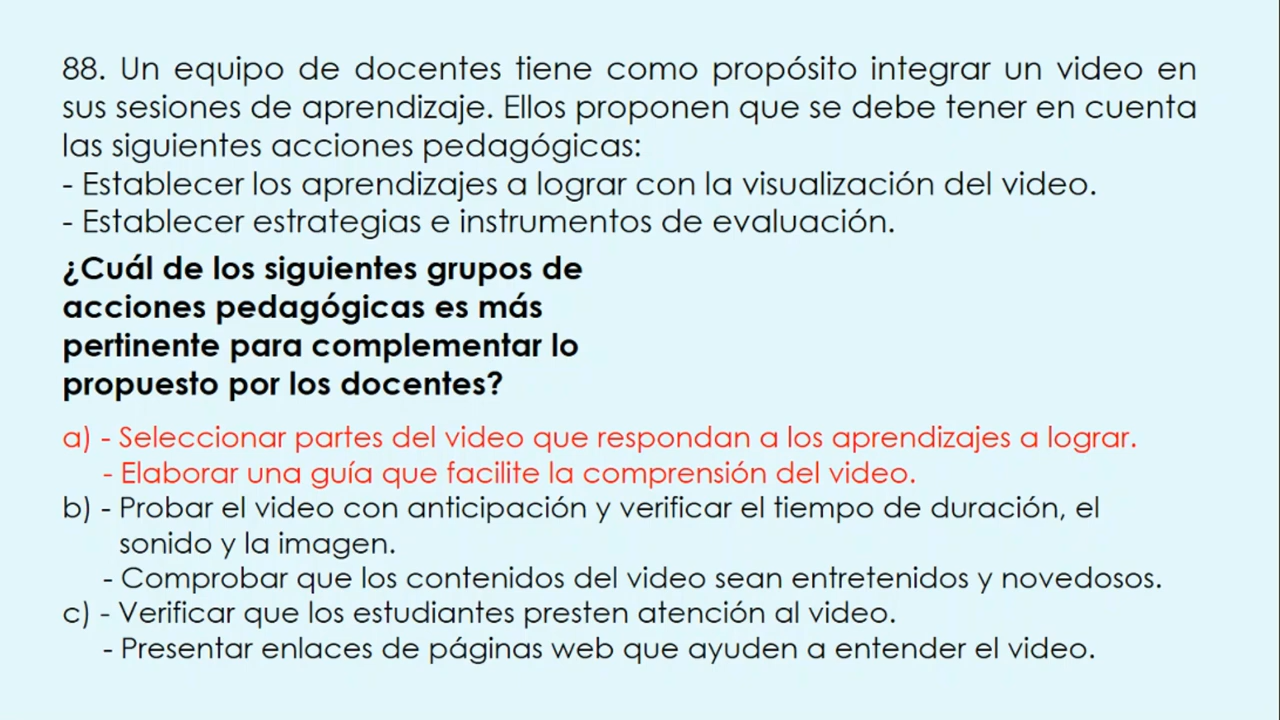 88. Un equipo de docentes tiene como propósito integrar un video en
sus sesiones de aprendizaje. Ellos proponen que se debe tener en cuenta
las siguientes acciones pedagógicas:
- Establecer los aprendizajes a lograr con la visualización del video.
- Establecer estrategias e instrumentos de evaluación.
¿Cuál de los siguientes grupos de
acciones pedagógicas es más
pertinente para complementar lo
propuesto por los docentes?
a) - Seleccionar partes del video que respondan a los aprendizajes a lograr.
- Elaborar una guía que facilite la comprensión del video.
b) - Probar el video con anticipación y verificar el tiempo de duración, el
sonido y la imagen.
- Comprobar que los contenidos del video sean entretenidos y novedosos.
c) - Verificar que los estudiantes presten atención al video.
- Presentar enlaces de páginas web que ayuden a entender el video.